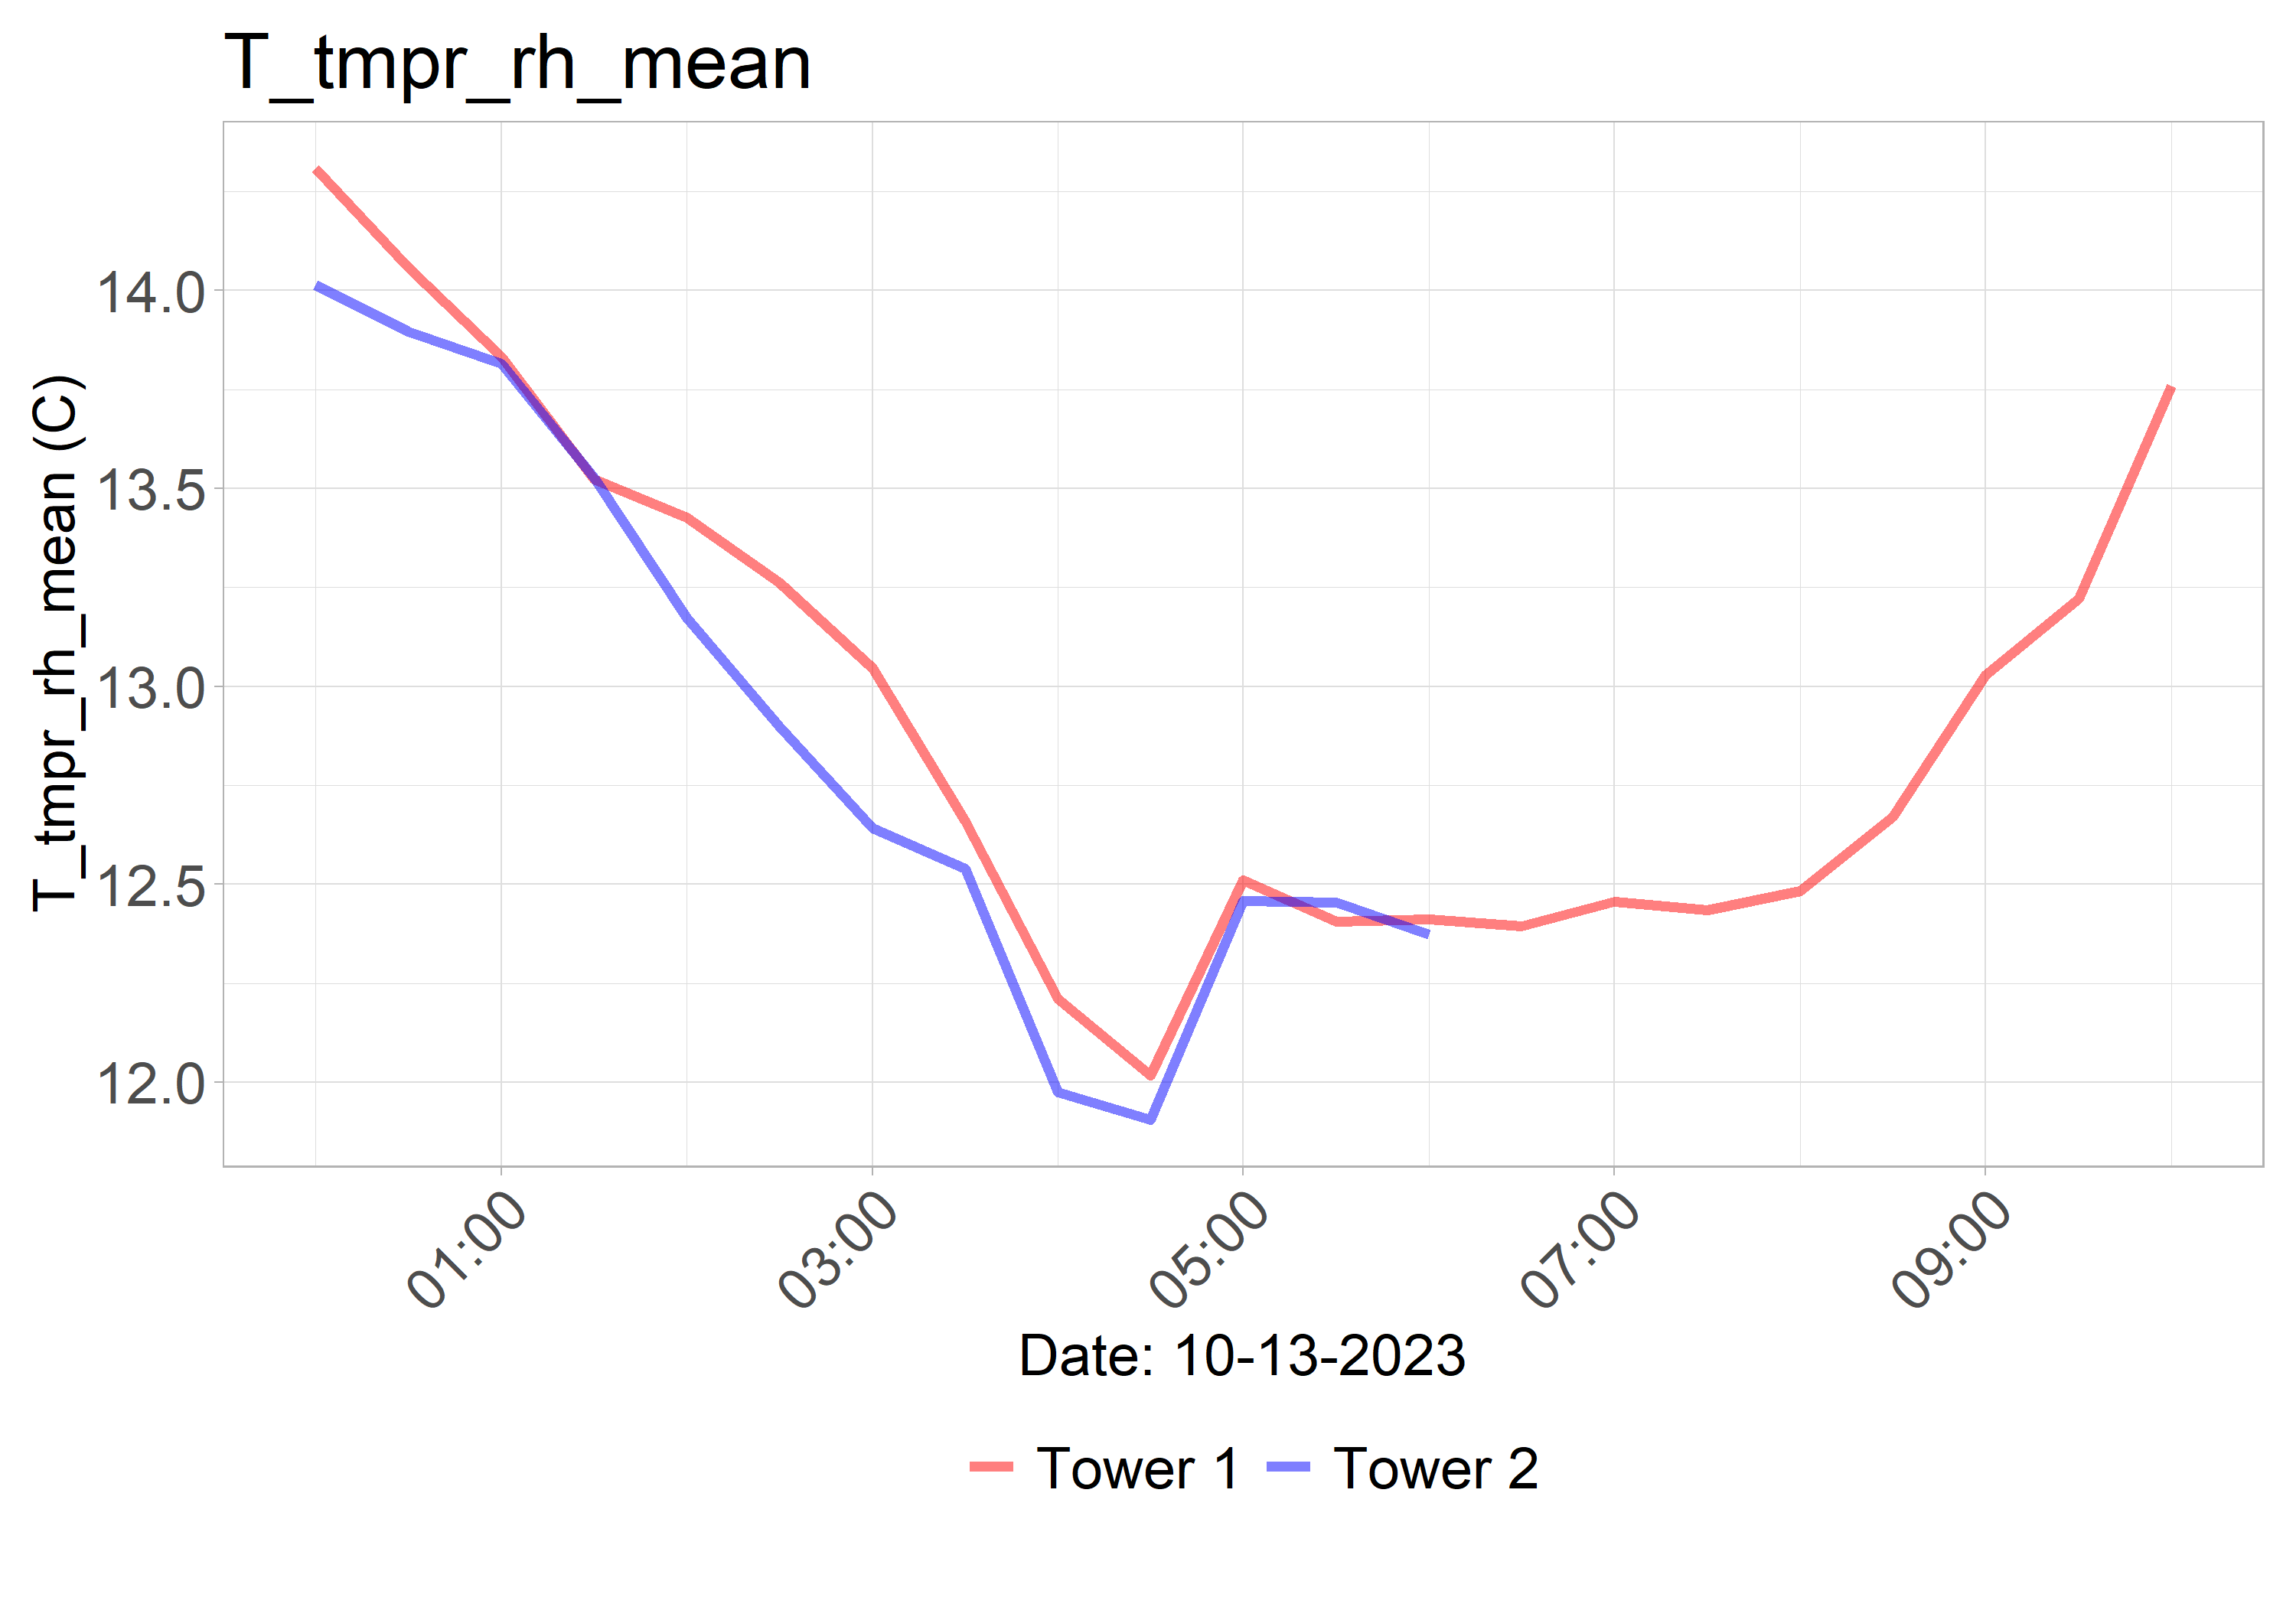 T_tmpr_rh_mean
T_tmpr_rh_mean (C)
14.0
13.5
13.0
12.5
12.0
01:00
03:00
05:00
07:00
09:00
Date: 10-13-2023
Tower 1
Tower 2